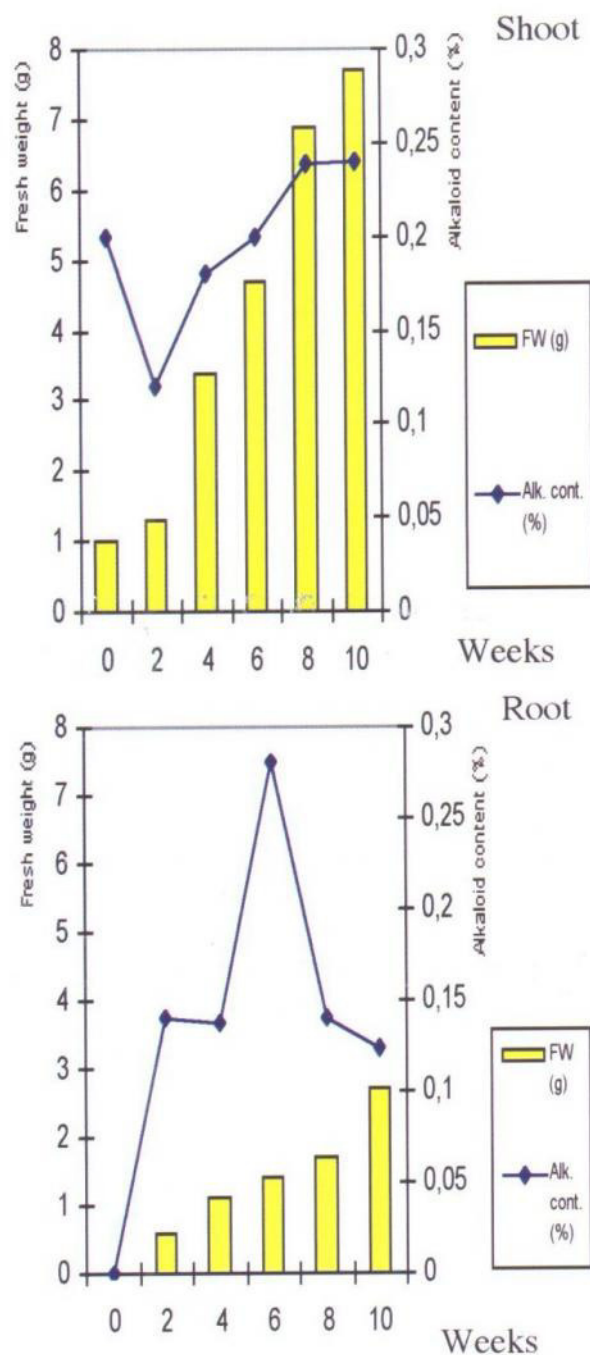 Shoot
Fresh weight (g)
8
7
6
5
4
3
2
1
0
Alkaloid content (%)
0,3
0,25
0,2
0,15
0,1
0,05
0
0 2 4 6 8 10
Weeks
FW (g)
Alk. cont.
(%)
Root
Fresh weight (g)
8
7
6
5
4
3
2
1
0
Alkaloid content (%)
0,3
0,25
0,2
0,15
0,1
0,05
0
0 2 4 6 8 10
Weeks
FW
(g)
Alk.
cont.
(%)